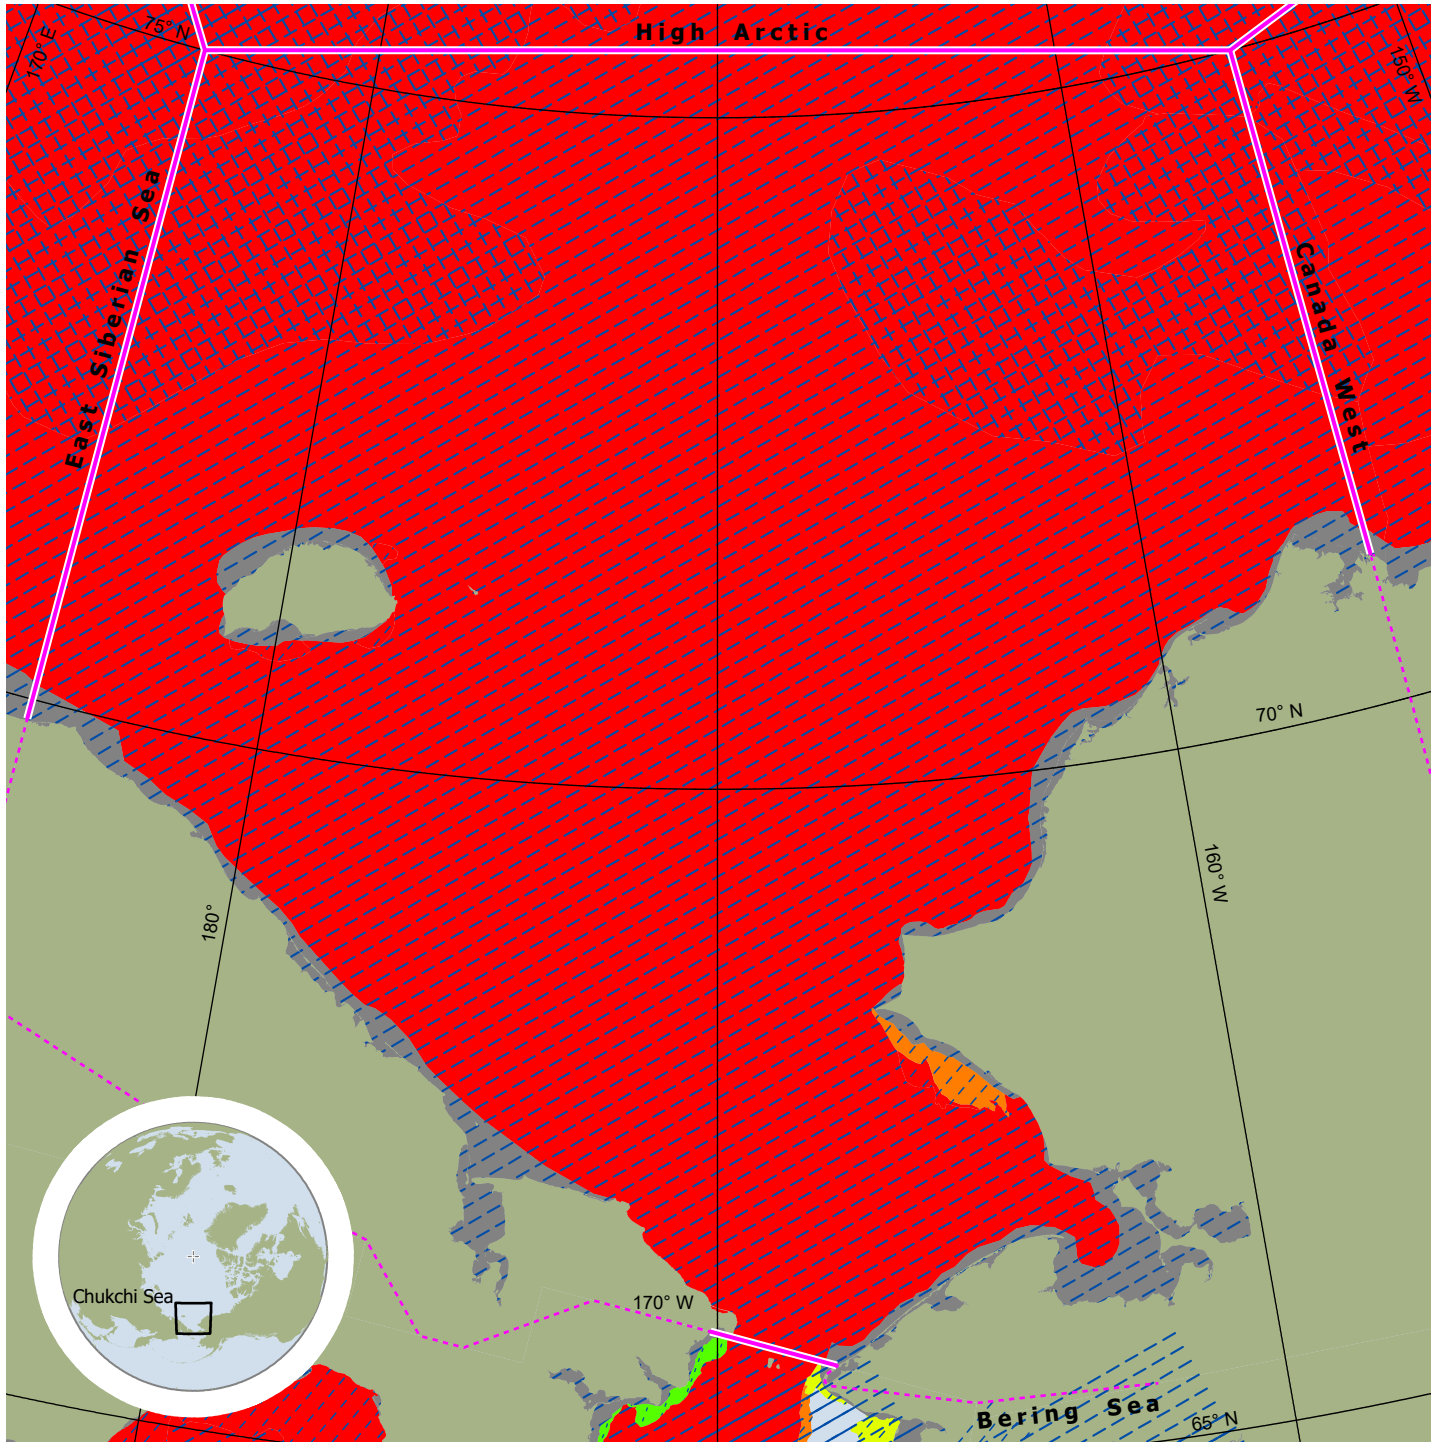 High Arctic
75° N
170° E
150° W
East Siberian Sea
Canada West
70° N
160° W
180°
Chukchi Sea
170° W
Bering Sea
65° N